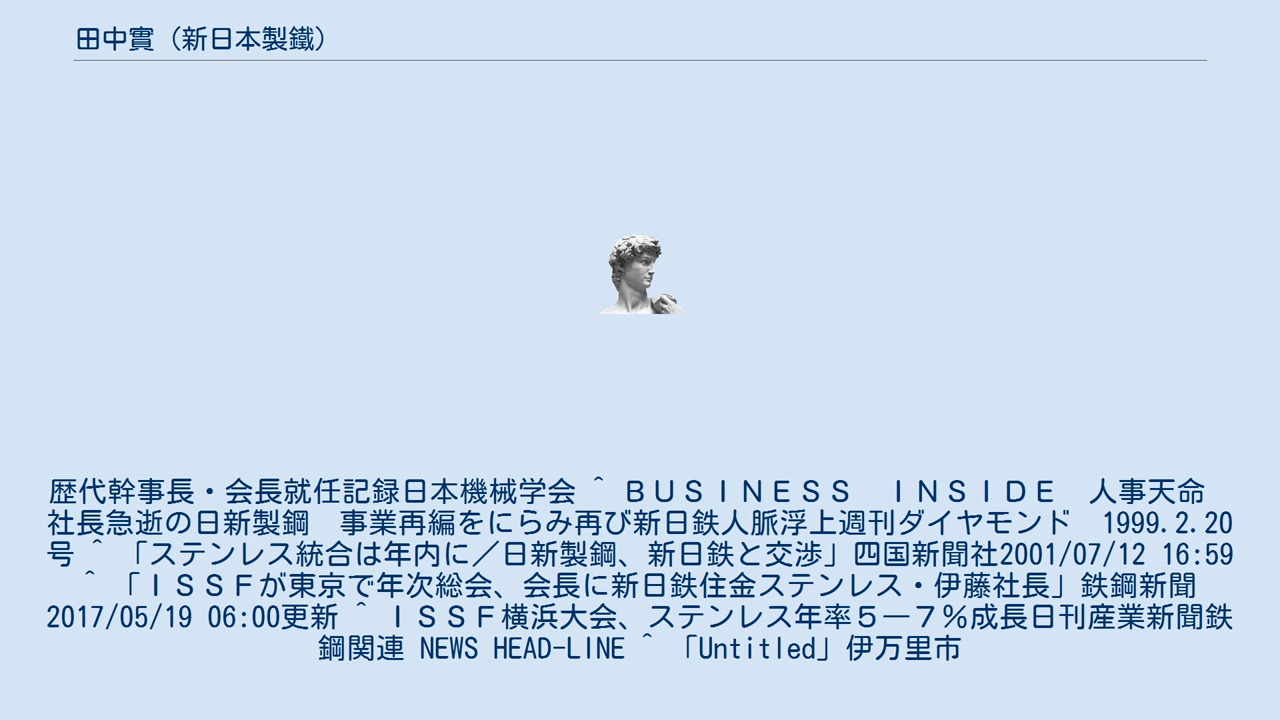 田中實（新日本製鐵）
歴代幹事長・会長就任記録日本機械学会 ＾ ＢＵＳＩＮＥＳＳ　ＩＮＳＩＤＥ　人事天命
社長急逝の日新製鋼　事業再編をにらみ再び新日鉄人脈浮上週刊ダイヤモンド　1999.2.20
号 ＾ 「ステンレス統合は年内に／日新製鋼、新日鉄と交渉」四国新聞社2001/07/12 16:59
＾ 「ＩＳＳＦが東京で年次総会、会長に新日鉄住金ステンレス・伊藤社長」鉄鋼新聞
2017/05/19 06:00更新 ＾ ＩＳＳＦ横浜大会、ステンレス年率５―７％成長日刊産業新聞鉄
鋼関連 NEWS HEAD-LINE ＾ 「Untitled」伊万里市